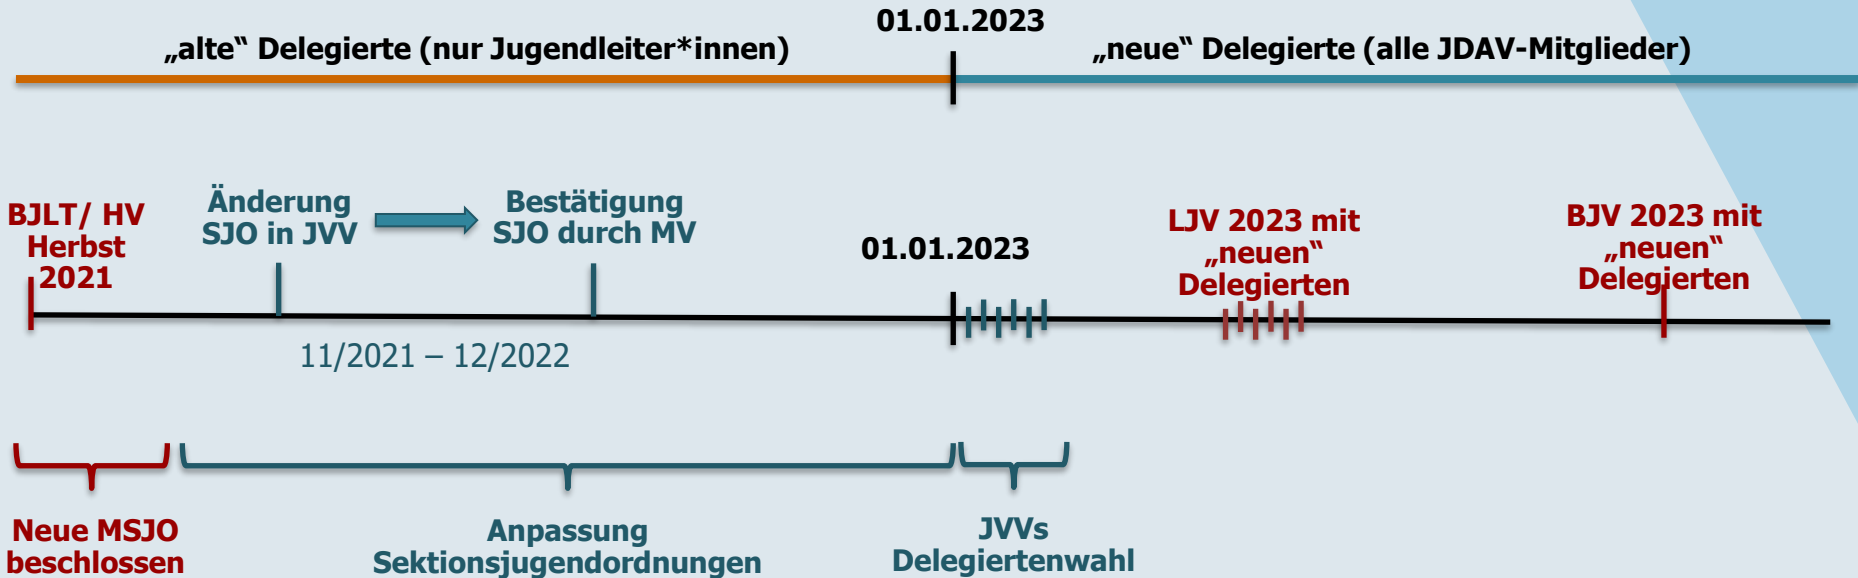 01.01.2023
„alte“ Delegierte (nur Jugendleiter*innen)
„neue“ Delegierte (alle JDAV-Mitglieder)
BJLT/ HV
Herbst
2021
Änderung
SJO in JVV
Bestätigung
SJO durch MV
01.01.2023
LJV 2023 mit
„neuen“
Delegierten
BJV 2023 mit
„neuen“
Delegierten
11/2021 – 12/2022
Neue MSJO
beschlossen
Anpassung
Sektionsjugendordnungen
JVVs
Delegiertenwahl